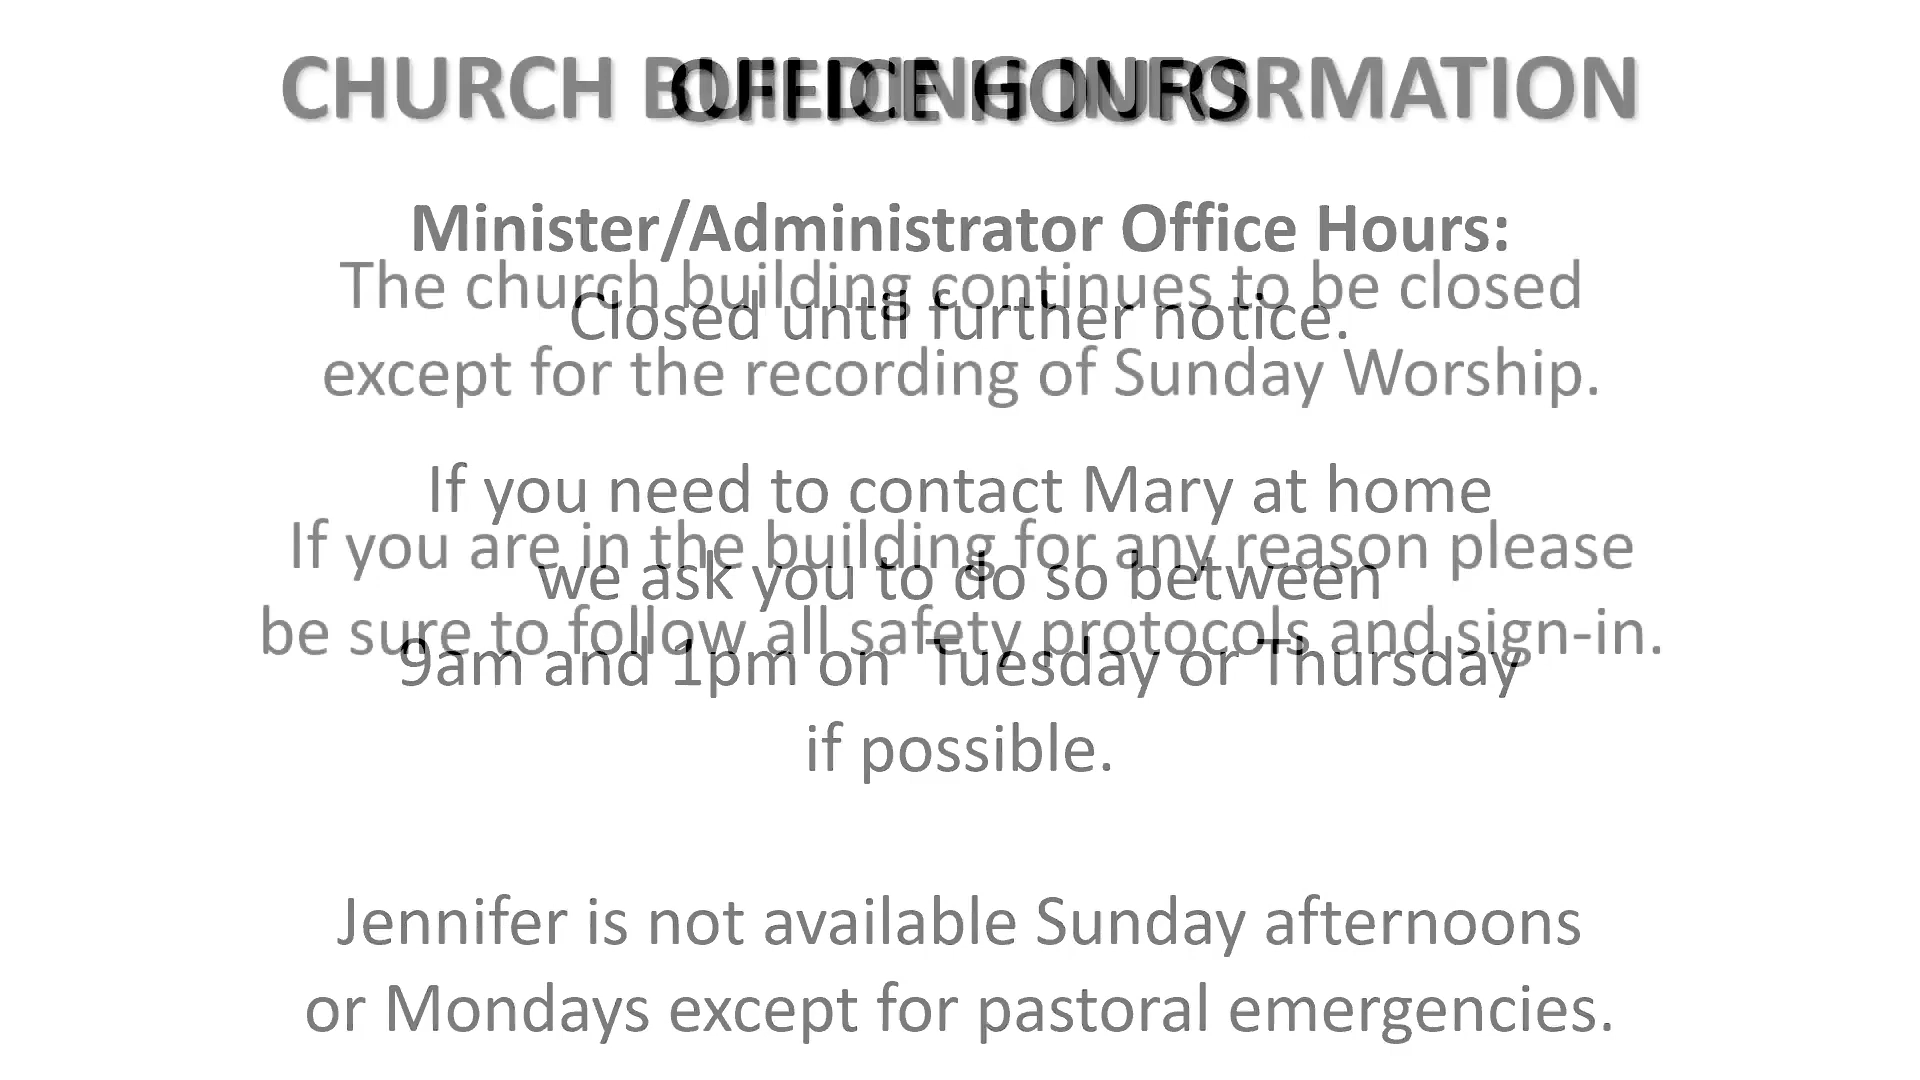 CHURCH BUILDING INFORMATION
The church building continues to be closed
except for the recording of Sunday Worship.
If you are in the building for any reason please
be sure to follow all safety protocols and sign-in.
OFFICE HOURS
Minister/Administrator Office Hours:
Closed until further notice.
If you need to contact Mary at home
we ask you to do so between
9am and 1pm on Tuesday or Thursday
if possible.
Jennifer is not available Sunday afternoons
or Mondays except for pastoral emergencies.